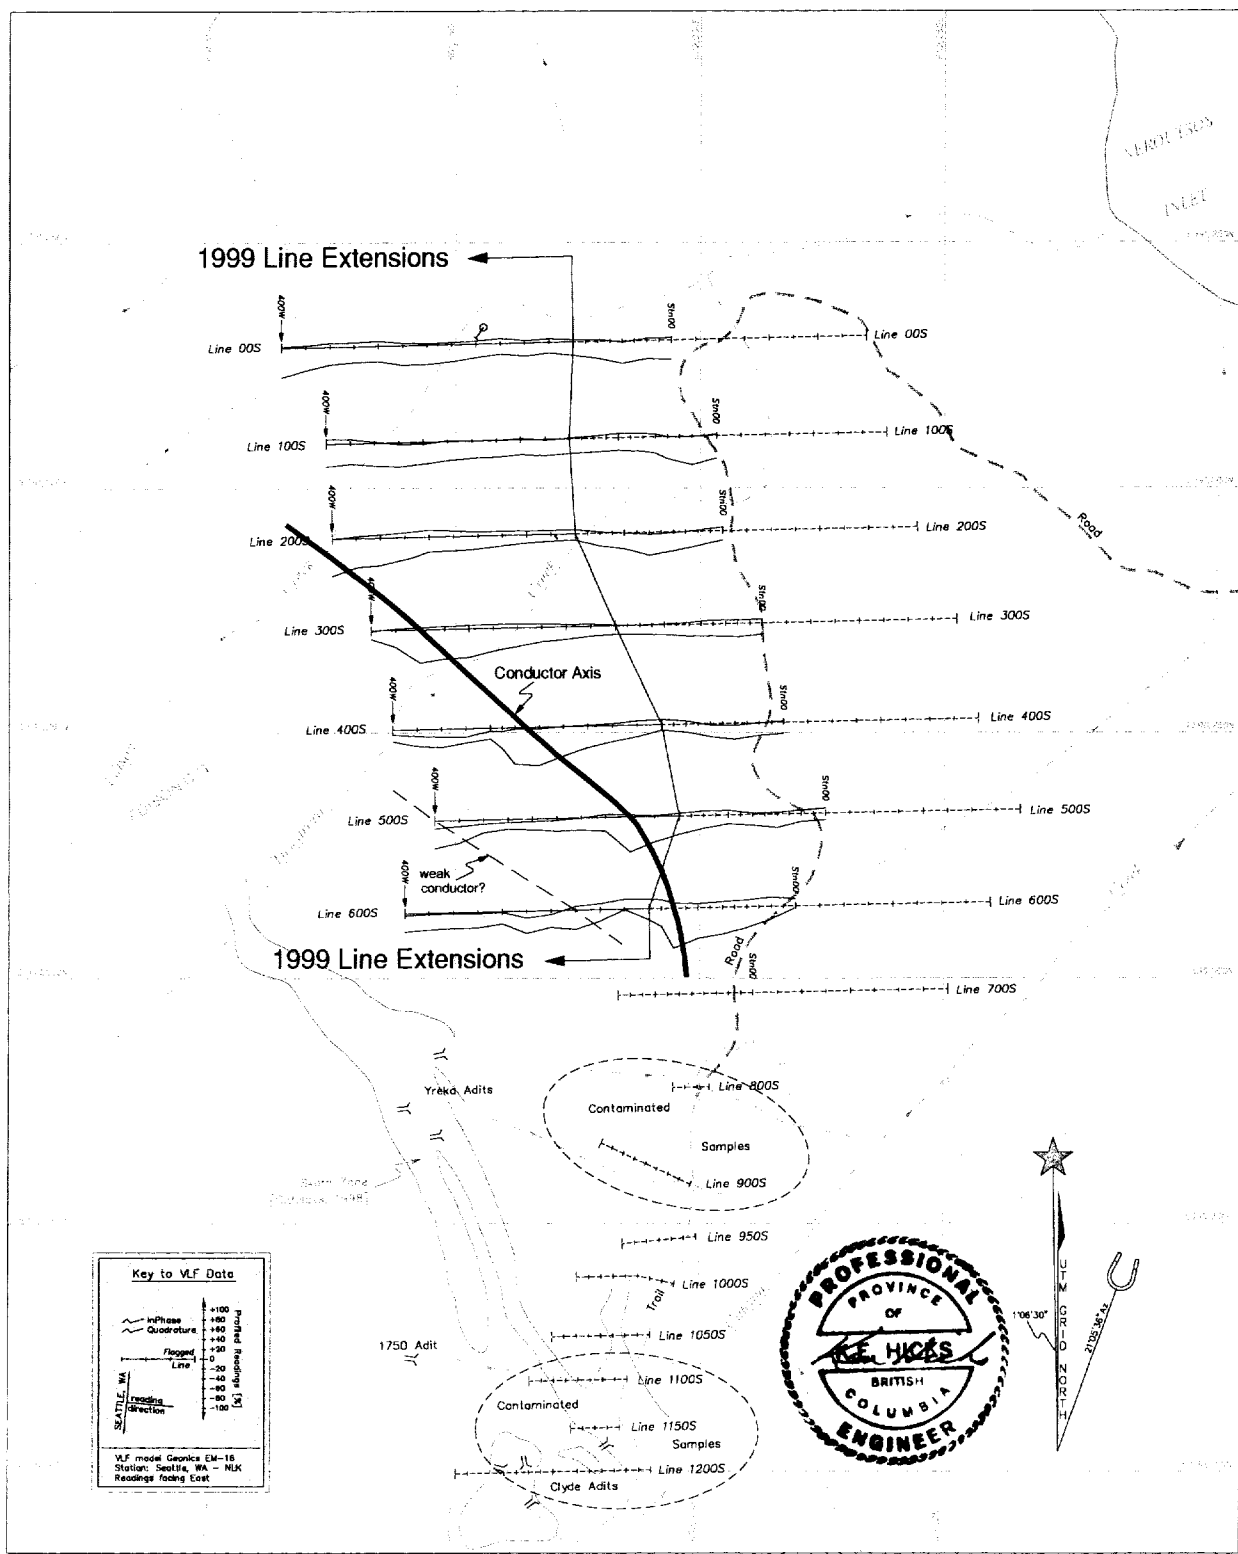 INLET
1999 Line Extensions
400W
Stn00
Line 00S
Line 00S
400W
Stn00
Line 100S
Line 100S
400W
Stn00
Line 200S
Line 200S
Road
Creek
400W
Stn00
Line 300S
Line 300S
Conductor Axis
400W
Stn00
Line 400S
Line 400S
400W
Stn00
Line 500S
Line 500S
weak
conductor?
400W
Stn00
Line 600S
Line 600S
Creek
1999 Line Extensions
Road
Stn00
Line 700S
Yreka Adits
Line 800S
Contaminated
Samples
Line 900S
Line 950S
Line 1000S
Trail
Line 1050S
1750 Adit
Line 1100S
Contaminated
Line 1150S
Samples
Line 1200S
Clyde Adits
Key to VLF Data
InPhase
Quadrature
Flagged
Line
+100
+80
+60
+40
+20
0
-20
-40
-60
-80
-100
Profiled Readings [%]
SEATTLE, WA
reading
direction
VLF model Geonics EM-16
Station: Seattle, WA - NLK
Readings facing East
PROFESSIONAL
PROVINCE
OF
K.E. HICKS
BRITISH
COLUMBIA
ENGINEER
1°06'30"
UTM GRID NORTH
21°05'36" Az